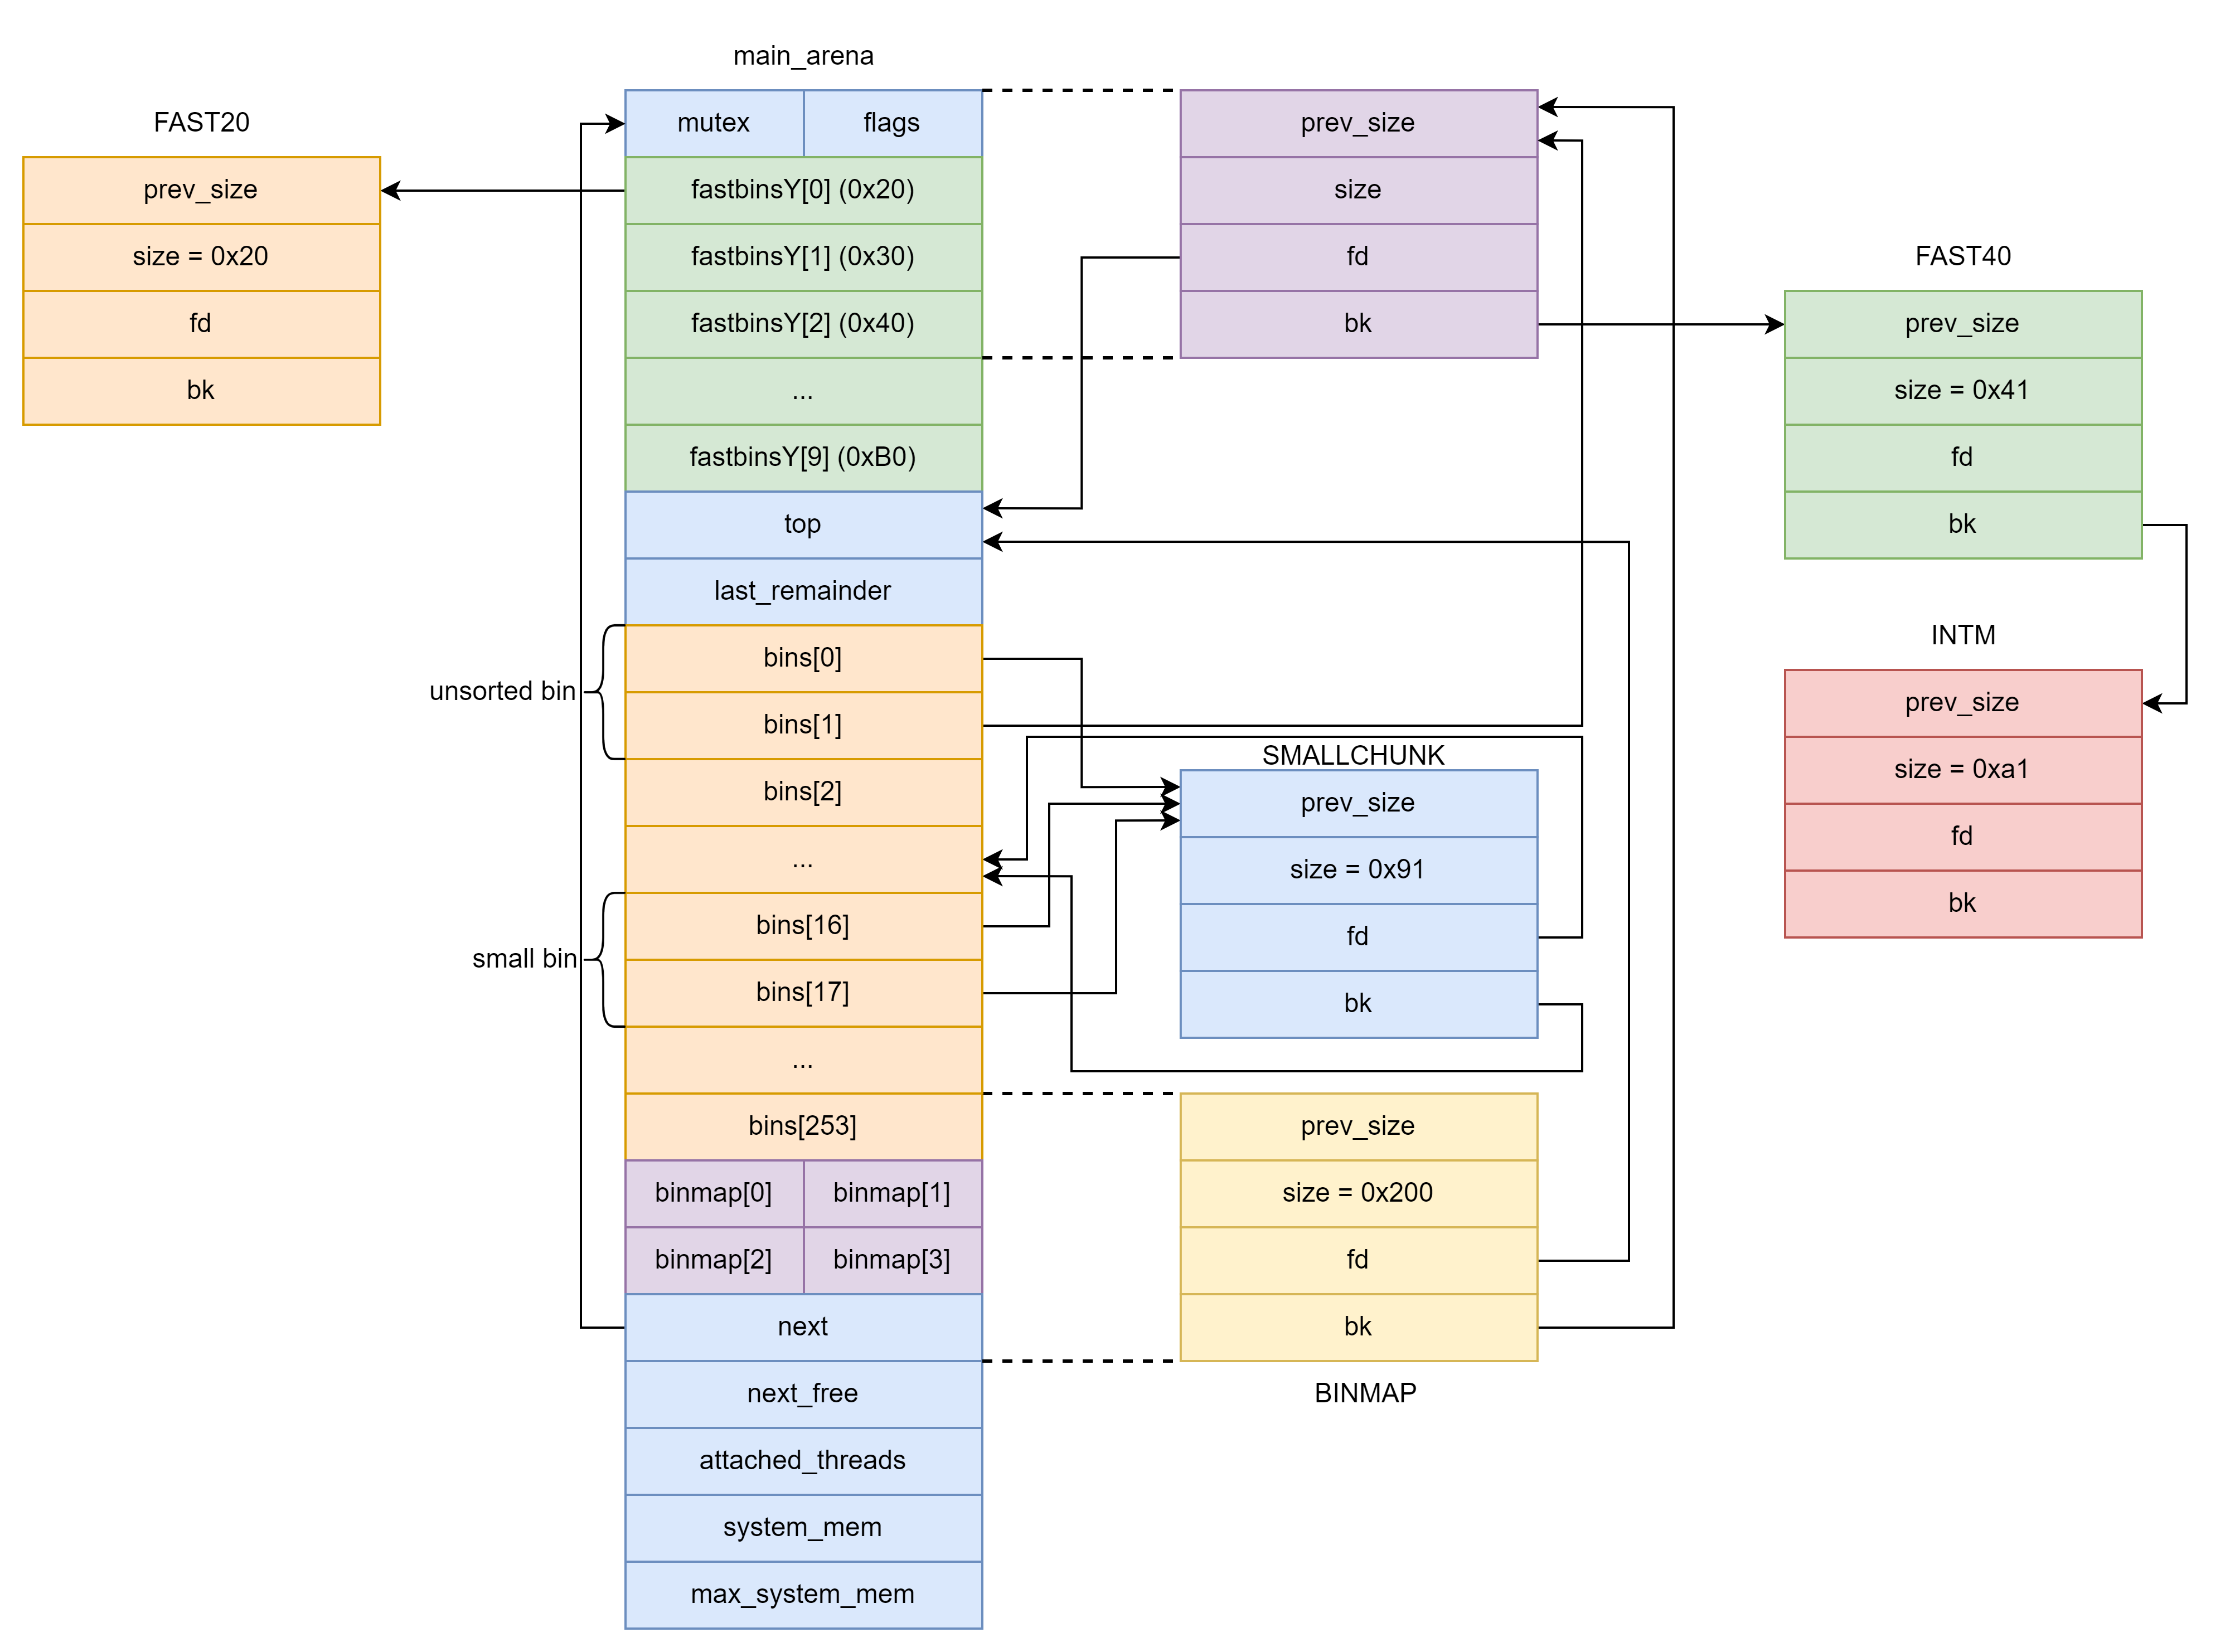 main_arena
FAST20
prev_size
size = 0x20
fd
bk
mutex
flags
fastbinsY[0] (0x20)
fastbinsY[1] (0x30)
fastbinsY[2] (0x40)
...
fastbinsY[9] (0xB0)
top
last_remainder
bins[0]
bins[1]
bins[2]
...
bins[16]
bins[17]
...
bins[253]
binmap[0]
binmap[1]
binmap[2]
binmap[3]
next
next_free
attached_threads
system_mem
max_system_mem
unsorted bin
small bin
prev_size
size
fd
bk
SMALLCHUNK
prev_size
size = 0x91
fd
bk
prev_size
size = 0x200
fd
bk
BINMAP
FAST40
prev_size
size = 0x41
fd
bk
INTM
prev_size
size = 0xa1
fd
bk